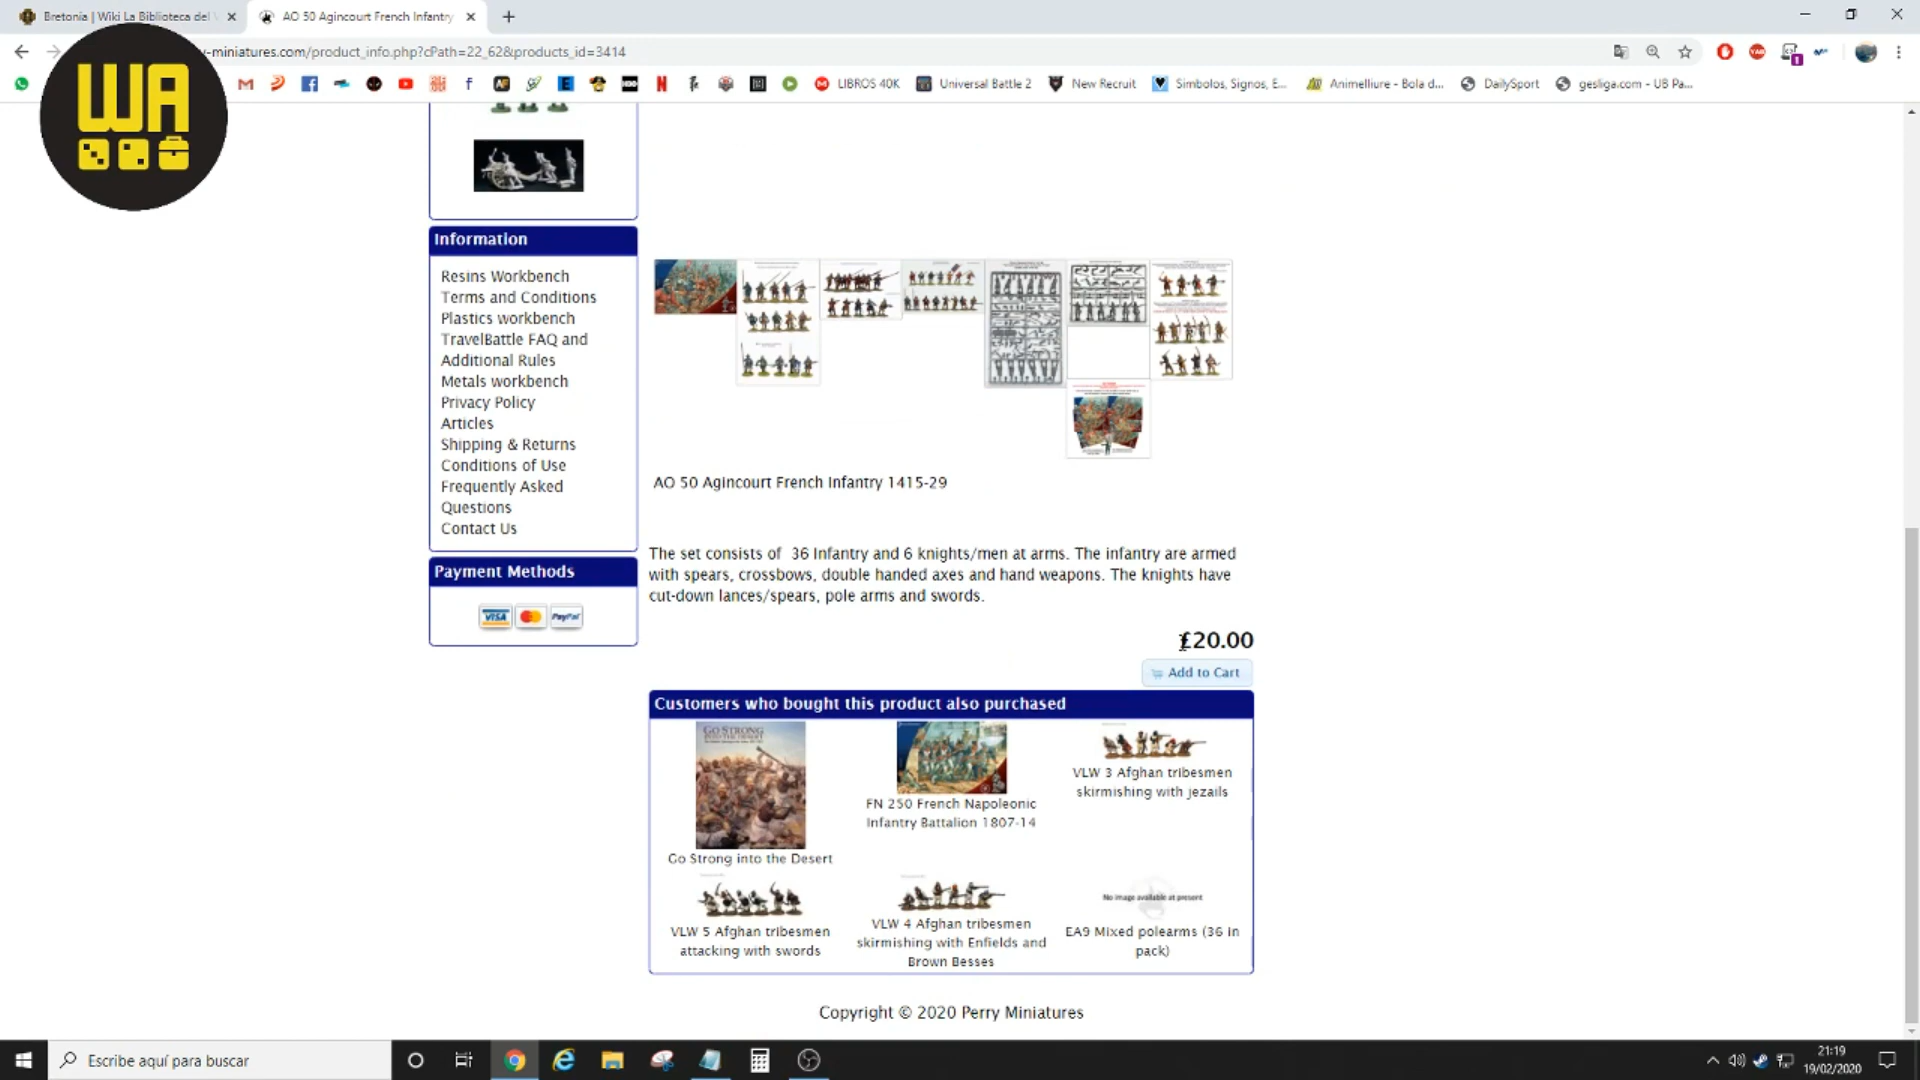 Bretonia | Wiki La Biblioteca del V
AO 50 Agincourt French Infantry
y-miniatures.com/product_info.php?cPath=22_62&products_id=3414
LIBROS 40K
Universal Battle 2
New Recruit
Simbolos, Signos, E...
Animelliure - Bola d...
DailySport
gesliga.com - UB Pa...
WA
Information
Resins Workbench
Terms and Conditions
Plastics workbench
TravelBattle FAQ and
Additional Rules
Metals workbench
Privacy Policy
Articles
Shipping & Returns
Conditions of Use
Frequently Asked
Questions
Contact Us
Payment Methods
VISA
PayPal
AO 50 Agincourt French Infantry 1415-29
The set consists of 36 Infantry and 6 knights/men at arms. The infantry are armed
with spears, crossbows, double handed axes and hand weapons. The knights have
cut-down lances/spears, pole arms and swords.
£20.00
Add to Cart
Customers who bought this product also purchased
GO STRONG
Go Strong into the Desert
FN 250 French Napoleonic
Infantry Battalion 1807-14
VLW 3 Afghan tribesmen
skirmishing with jezails
VLW 5 Afghan tribesmen
attacking with swords
VLW 4 Afghan tribesmen
skirmishing with Enfields and
Brown Besses
No image available at present
EA9 Mixed polearms (36 in
pack)
Copyright © 2020 Perry Miniatures
Escribe aquí para buscar
21:19
19/02/2020